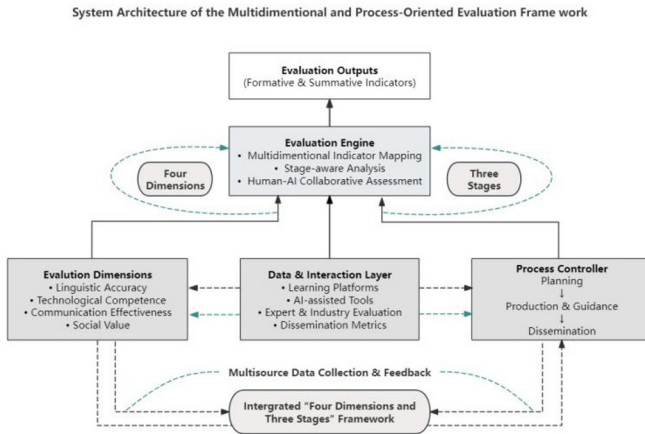 System Architecture of the Multidimentional and Process-Oriented Evaluation Frame work
Evaluation Outputs
(Formative & Summative Indicators)
Evaluation Engine
• Multidimentional Indicator Mapping
• Stage-aware Analysis
• Human-AI Collaborative Assessment
Four
Dimensions
Three
Stages
Evalution Dimensions
• Linguistic Accuracy
• Technological Competence
• Communication Effectiveness
• Social Value
Data & Interaction Layer
• Learning Platforms
• AI-assisted Tools
• Expert & Industry Evaluation
• Dissemination Metrics
Process Controller
Planning
↓
Production & Guidance
↓
Dissemination
Multisource Data Collection & Feedback
Intergrated "Four Dimensions and
Three Stages" Framework